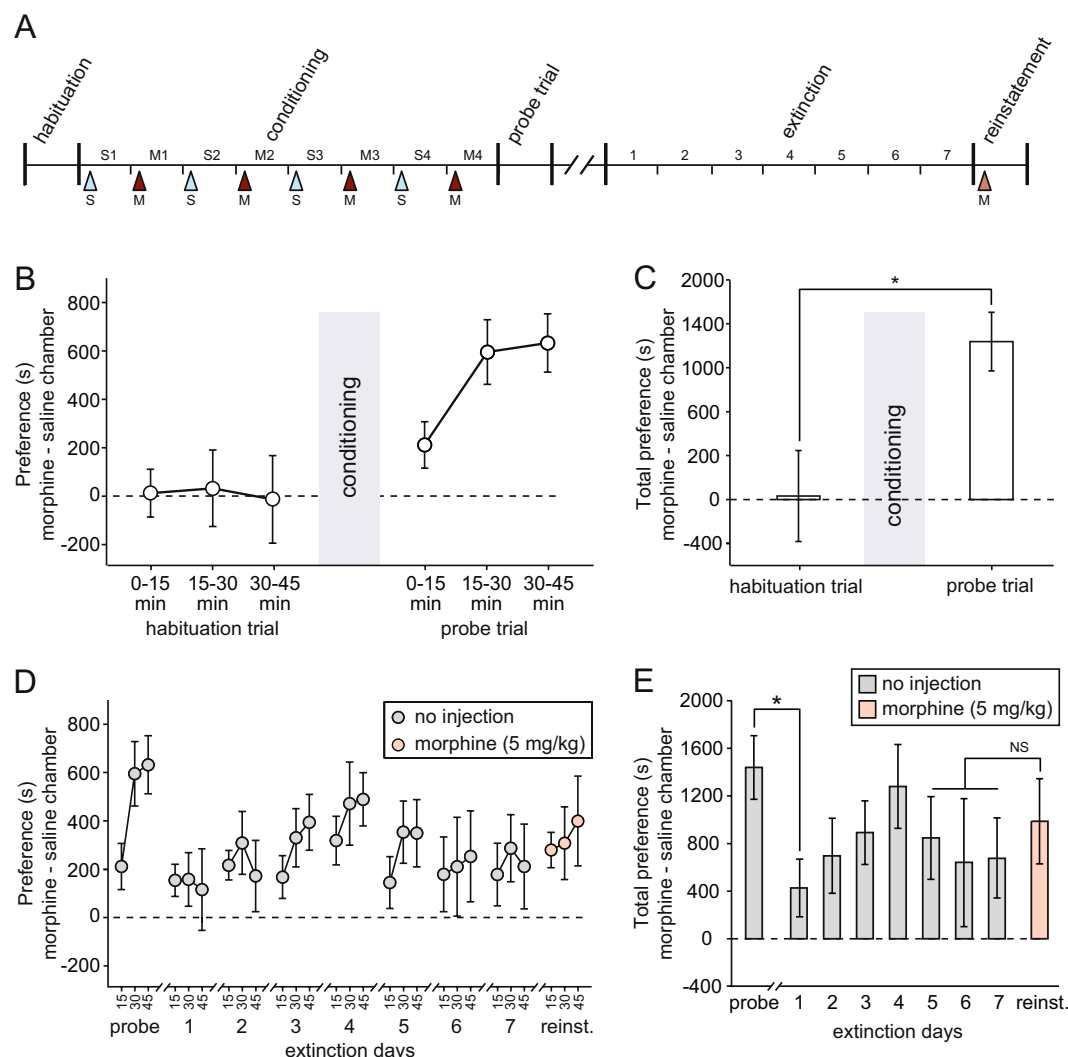 A
habituation
conditioning
probe trial
extinction
reinstatement
S1 M1 S2 M2 S3 M3 S4 M4
1 2 3 4 5 6 7
S M S M S M S M
M
B
Preference (s)
morphine - saline chamber
800
600
400
200
0
-200
conditioning
0-15 min
15-30 min
30-45 min
habituation trial
0-15 min
15-30 min
30-45 min
probe trial
C
Total preference (s)
morphine - saline chamber
2000
1400
1000
600
200
0
-400
*
conditioning
habituation trial
probe trial
D
Preference (s)
morphine - saline chamber
800
600
400
200
0
-200
no injection
morphine (5 mg/kg)
15 30 45 15 30 45 15 30 45 15 30 45 15 30 45 15 30 45 15 30 45 15 30 45 15 30 45
probe 1 2 3 4 5 6 7 reinst.
extinction days
E
no injection
morphine (5 mg/kg)
Total preference (s)
morphine - saline chamber
2000
1600
1200
800
400
0
-400
*
NS
probe 1 2 3 4 5 6 7 reinst.
extinction days